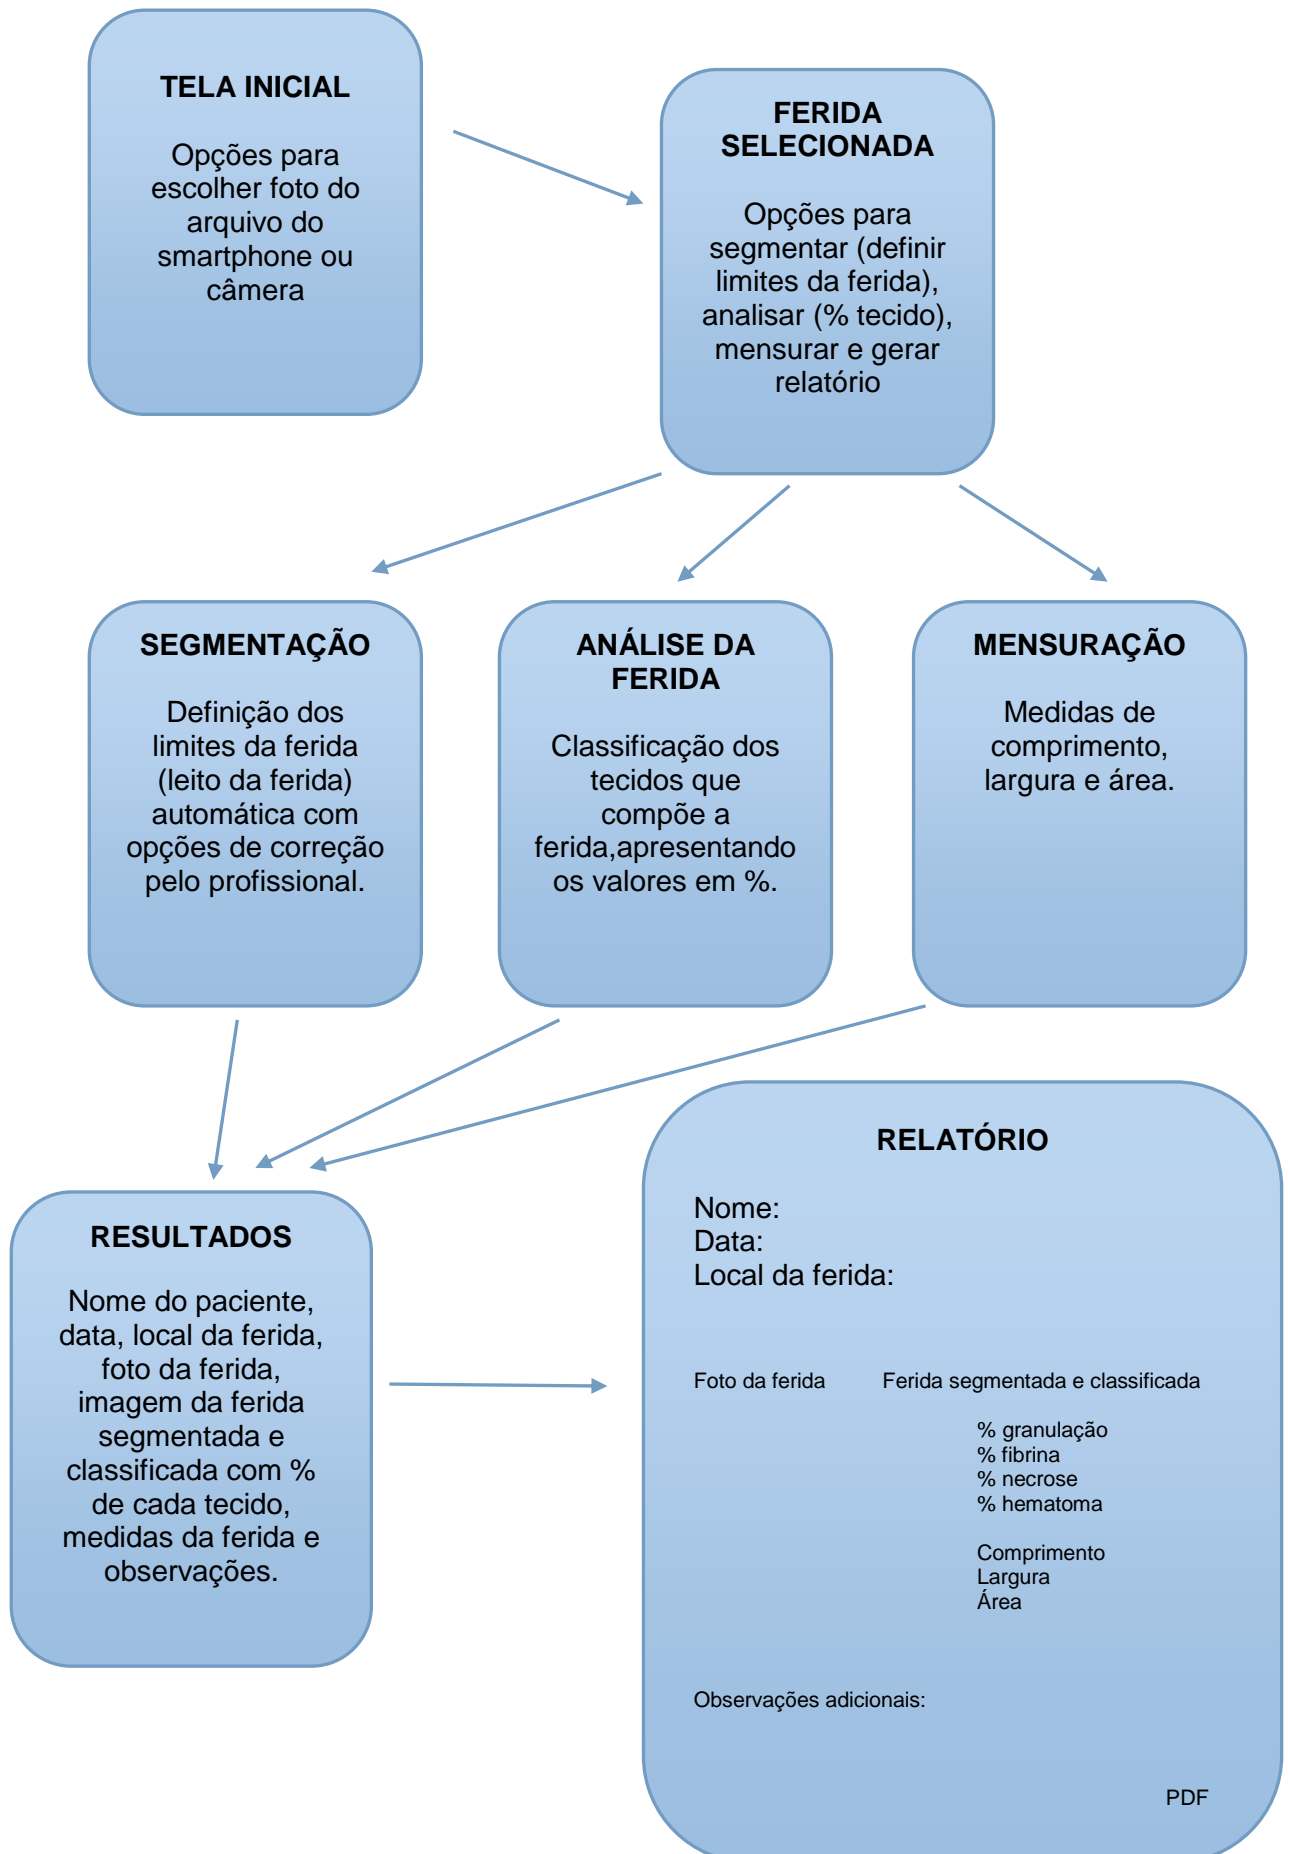 TELA INICIAL
Opções para
escolher foto do
arquivo do
smartphone ou
câmera
FERIDA
SELECIONADA
Opções para
segmentar (definir
limites da ferida),
analisar (% tecido),
mensurar e gerar
relatório
SEGMENTAÇÃO
Definição dos
limites da ferida
(leito da ferida)
automática com
opções de correção
pelo profissional.
ANÁLISE DA
FERIDA
Classificação dos
tecidos que
compõe a
ferida,apresentando
os valores em %.
MENSURAÇÃO
Medidas de
comprimento,
largura e área.
RESULTADOS
Nome do paciente,
data, local da ferida,
foto da ferida,
imagem da ferida
segmentada e
classificada com %
de cada tecido,
medidas da ferida e
observações.
RELATÓRIO
Nome:
Data:
Local da ferida:
Foto da ferida Ferida segmentada e classificada
% granulação
% fibrina
% necrose
% hematoma
Comprimento
Largura
Área
Observações adicionais:
PDF